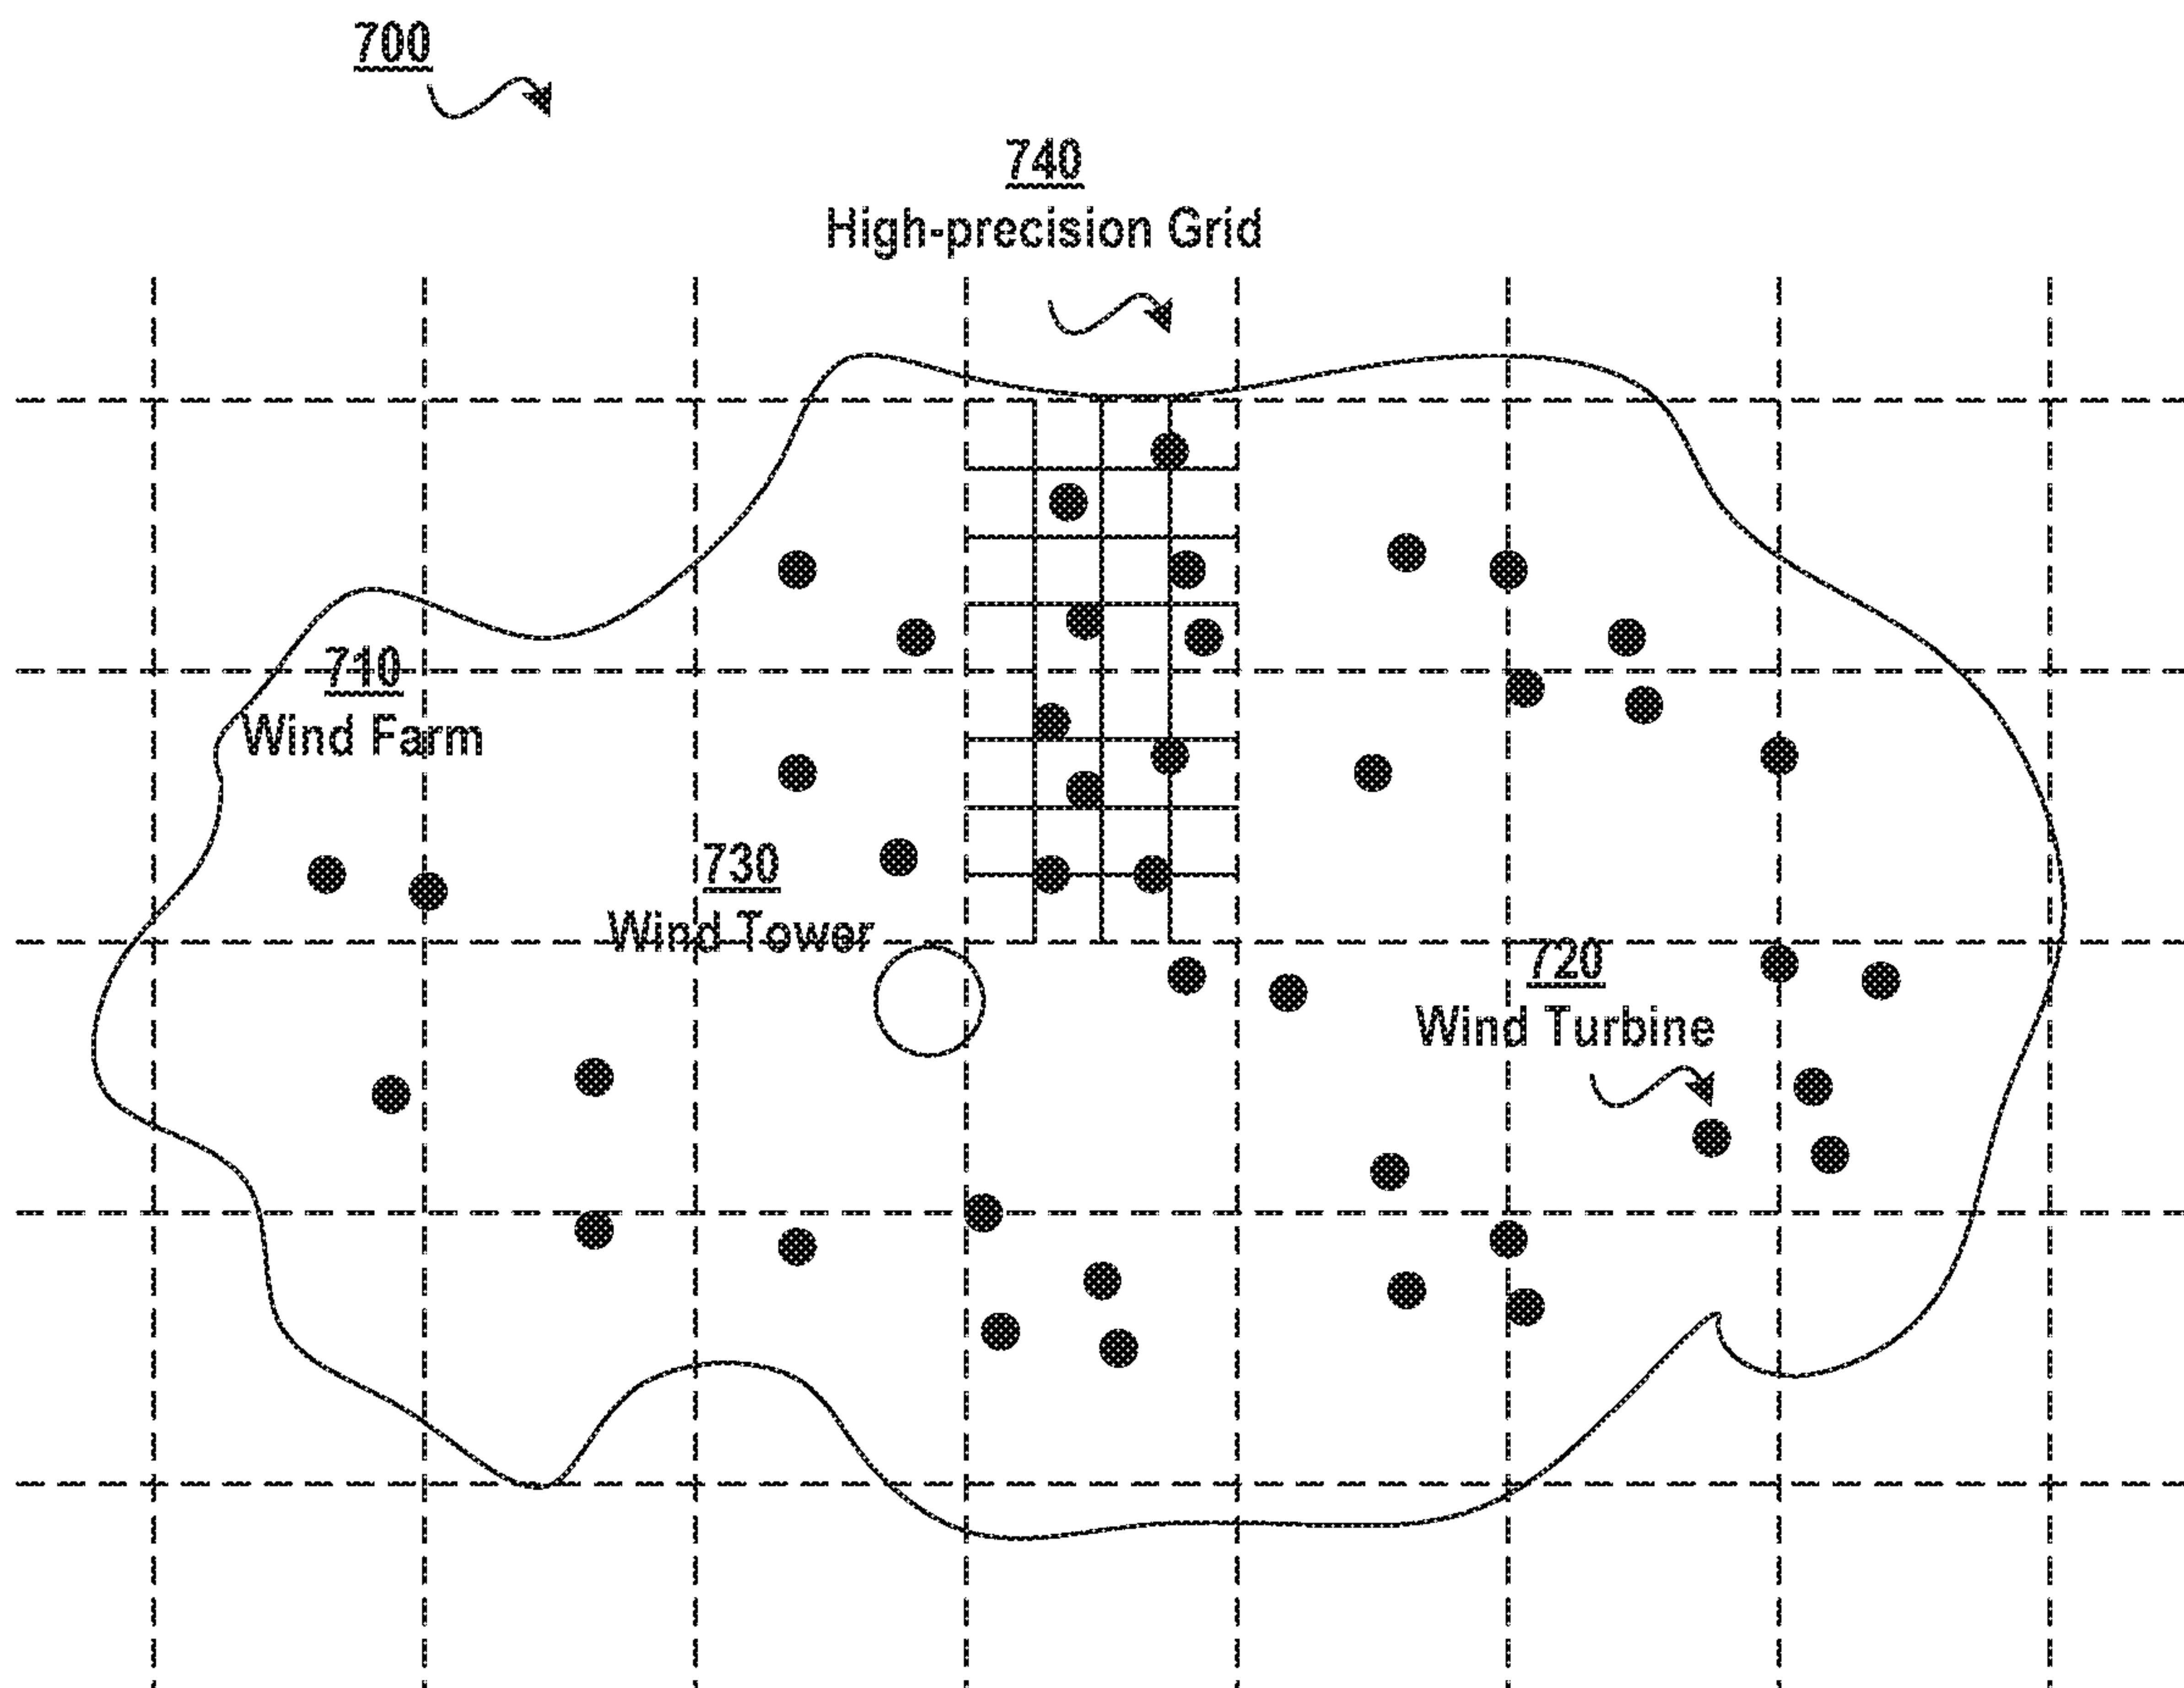 700
740
High-precision Grid
710
Wind Farm
730
Wind Tower
720
Wind Turbine